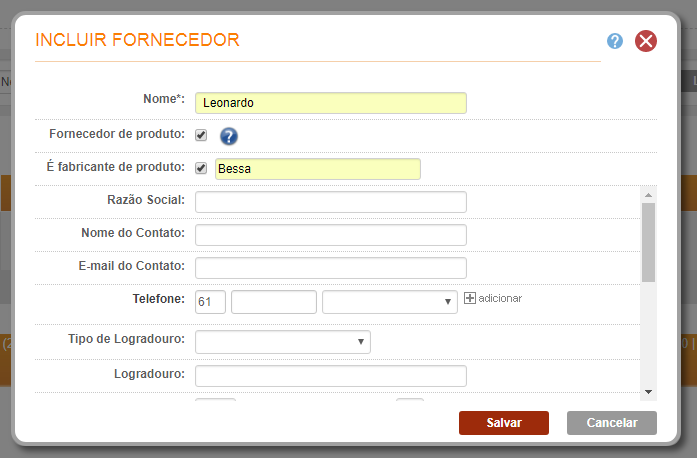 INCLUIR FORNECEDOR
Nome*: Leonardo
Fornecedor de produto:
É fabricante de produto: Bessa
Razão Social:
Nome do Contato:
E-mail do Contato:
Telefone: 61 adicionar
Tipo de Logradouro:
Logradouro:
Salvar Cancelar